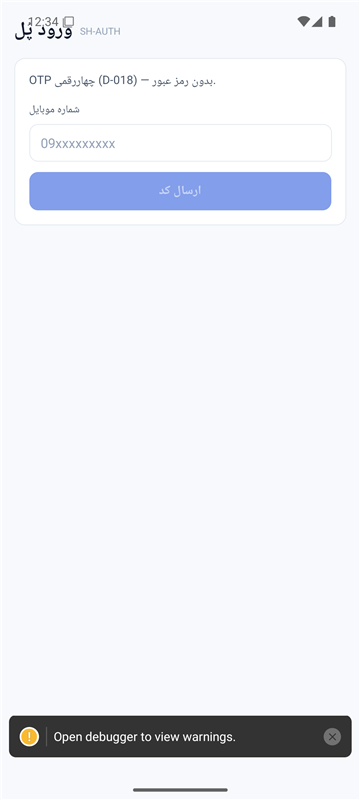 12:34
ورود پل SH-AUTH
OTP چهاررقمی (D-018) — بدون رمز عبور.
شماره موبایل
09xxxxxxxxx
ارسال کد
Open debugger to view warnings.